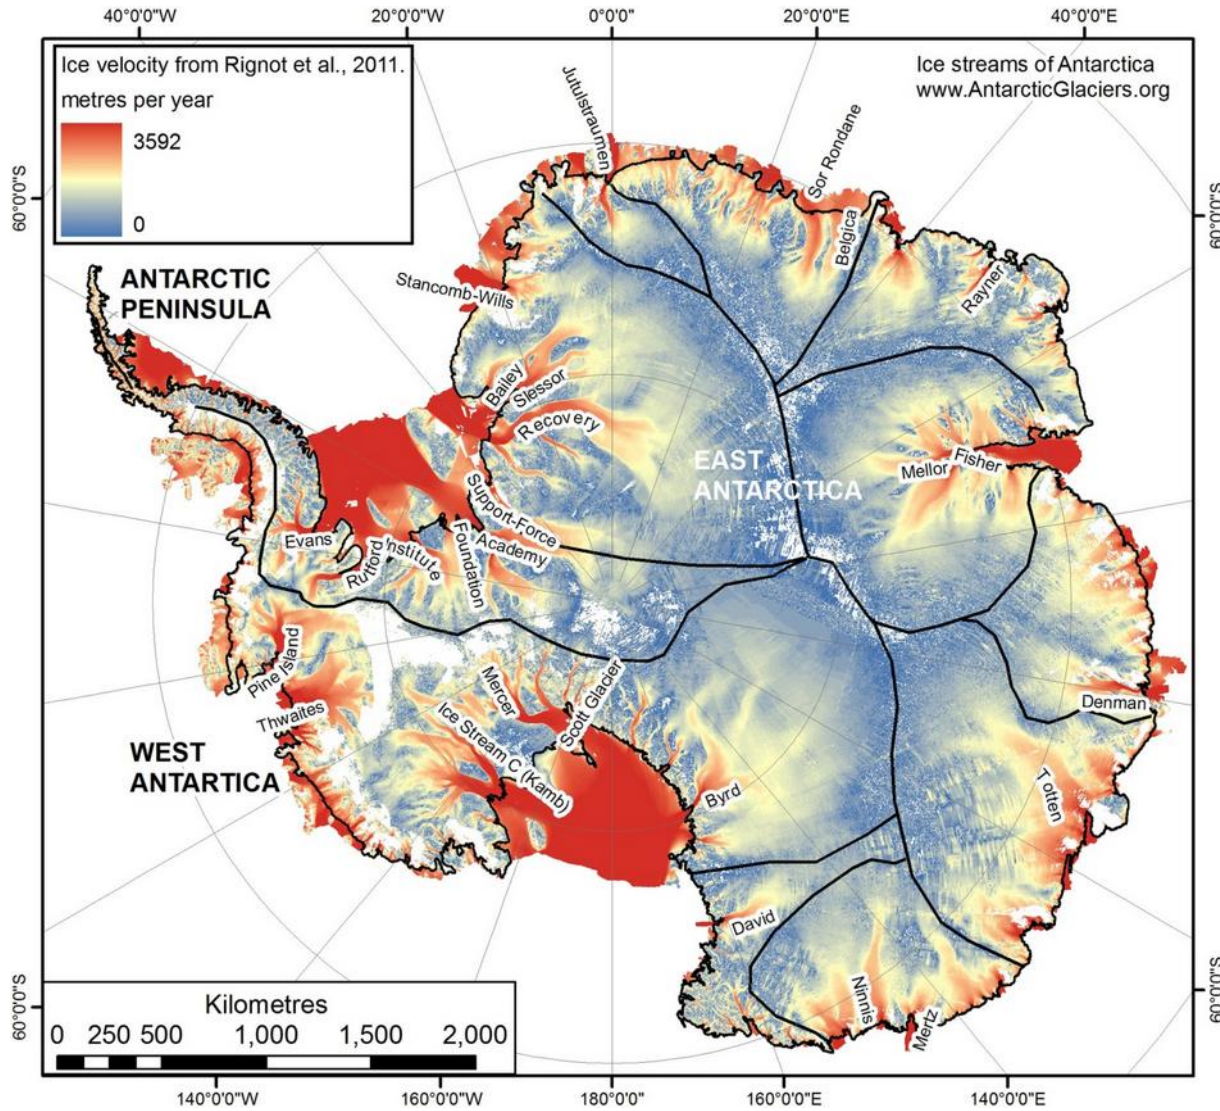 40°0'0"W 20°0'0"W 0°0'0" 20°0'0"E 40°0'0"E
Ice velocity from Rignot et al., 2011.
metres per year
3592
0
Ice streams of Antarctica
www.AntarcticGlaciers.org
60°0'0"S
60°0'0"S
Jutulstraumen
Sor Rondane
Belgica
Rayner
Stancomb-Wills
ANTARCTIC
PENINSULA
Bailey
Slessor
Recovery
EAST
ANTARCTICA
Mellor
Fisher
Support-Force
Academy
Foundation
Institute
Rutford
Evans
Pine Island
Thwaites
WEST
ANTARTICA
Mercer
Scott Glacier
Ice Stream C (Kamb)
Byrd
Denman
Totten
David
Ninnis
Mertz
60°0'0"S
60°0'0"S
Kilometres
0 250 500 1,000 1,500 2,000
140°0'0"W 160°0'0"W 180°0'0" 160°0'0"E 140°0'0"E